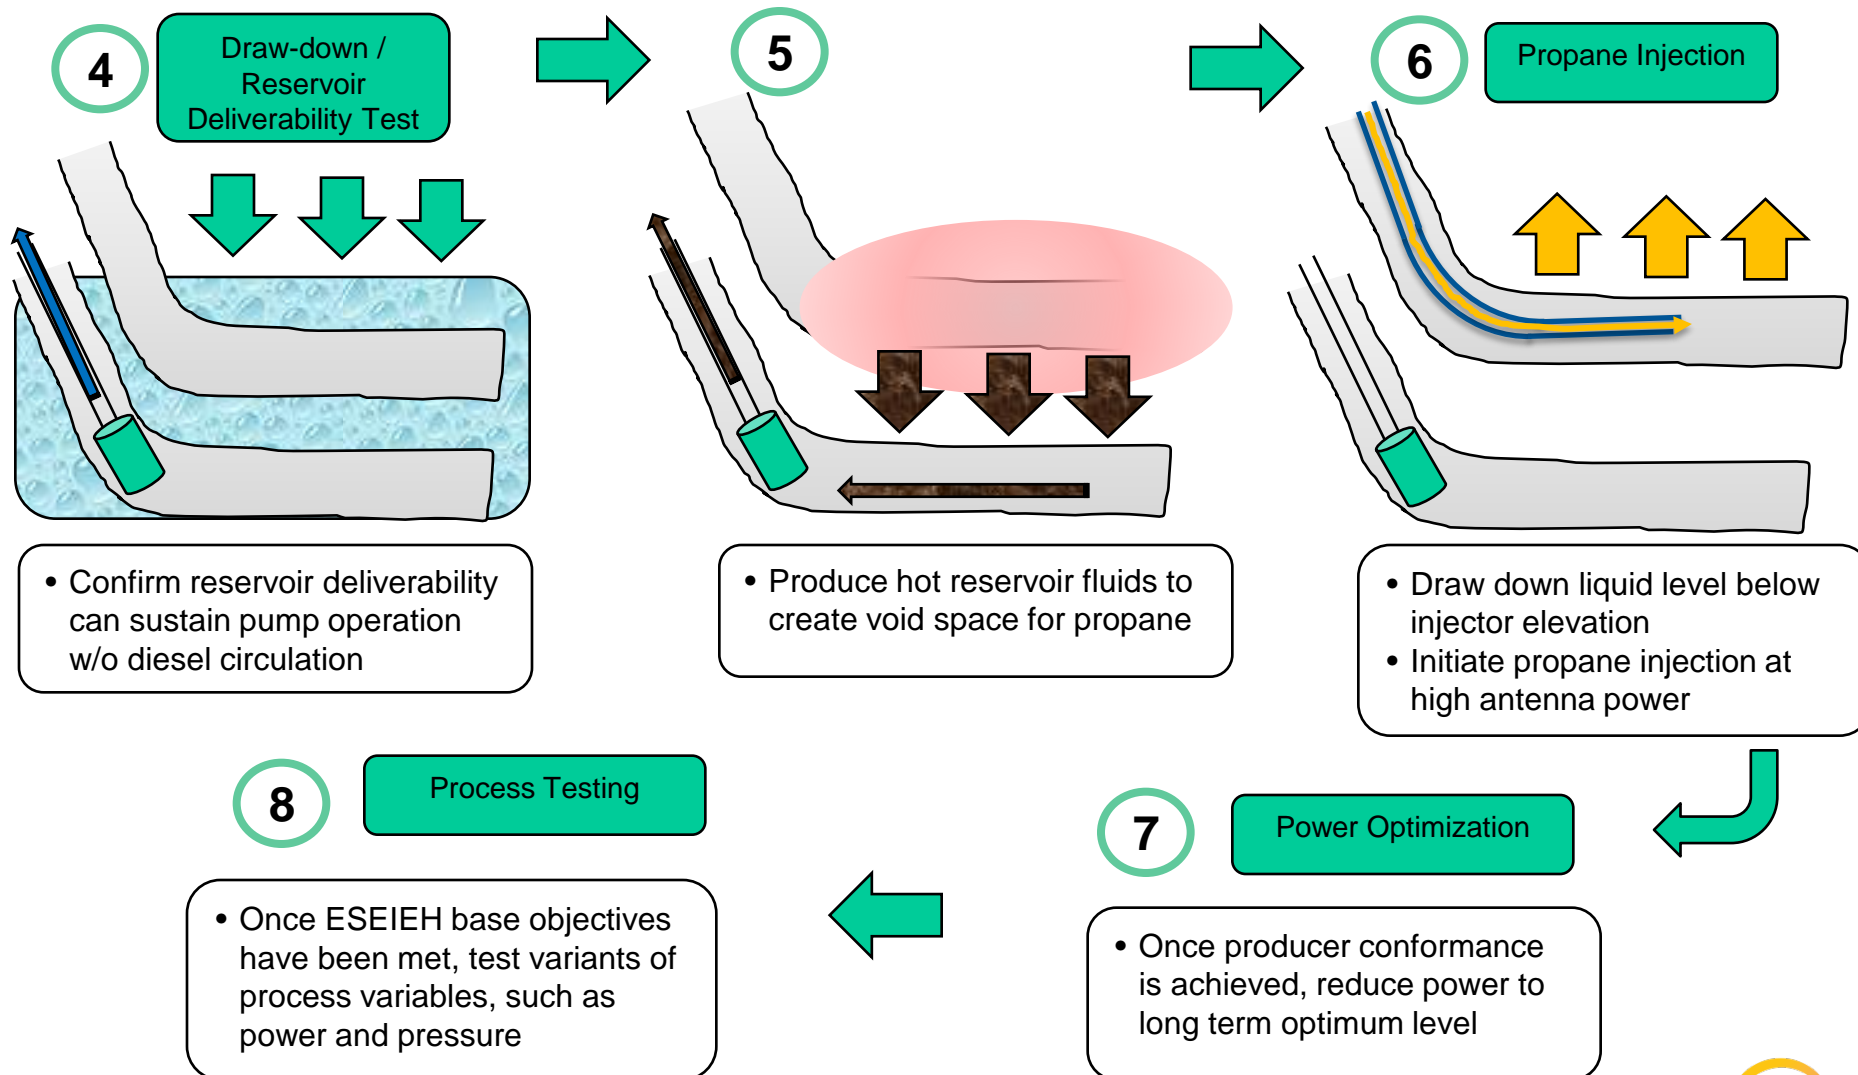 4
Draw-down /
Reservoir
Deliverability Test
• Confirm reservoir deliverability
can sustain pump operation
w/o diesel circulation
5
• Produce hot reservoir fluids to
create void space for propane
6
Propane Injection
• Draw down liquid level below
injector elevation
• Initiate propane injection at
high antenna power
7
Power Optimization
• Once producer conformance
is achieved, reduce power to
long term optimum level
8
Process Testing
• Once ESEIEH base objectives
have been met, test variants of
process variables, such as
power and pressure